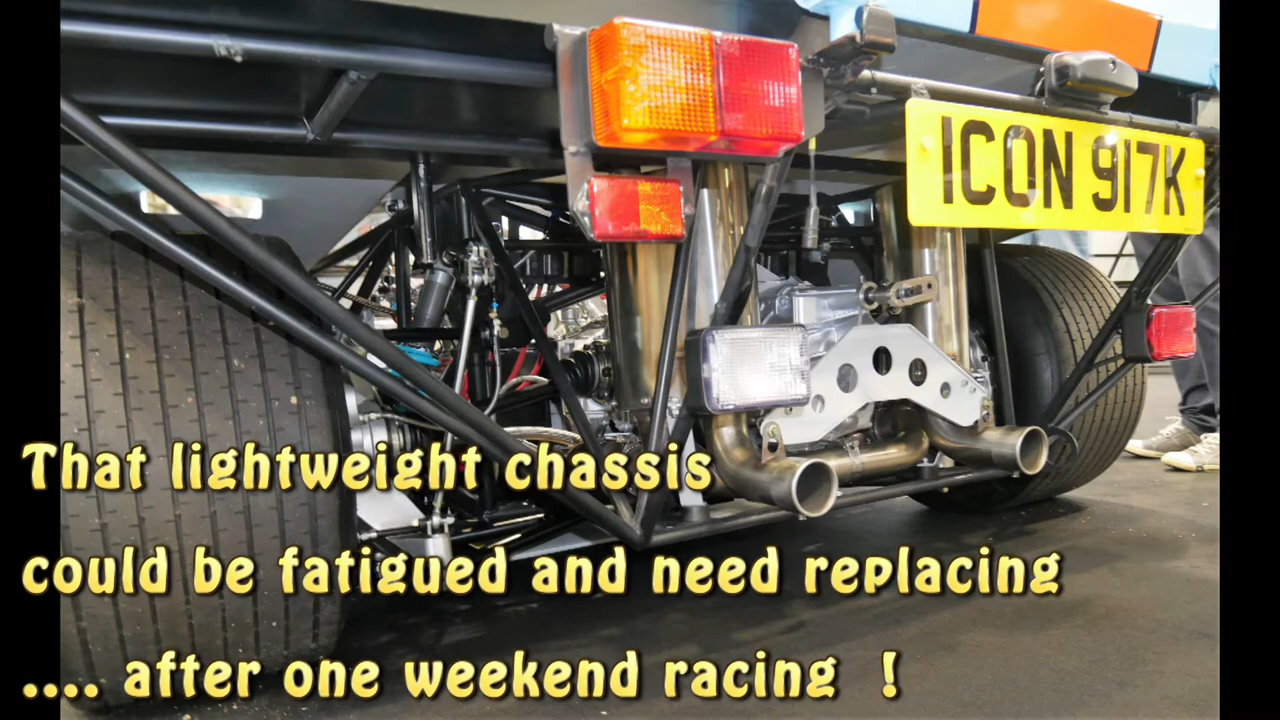 ICON 917K
That lightweight chassis
could be fatigued and need replacing
.... after one weekend racing !